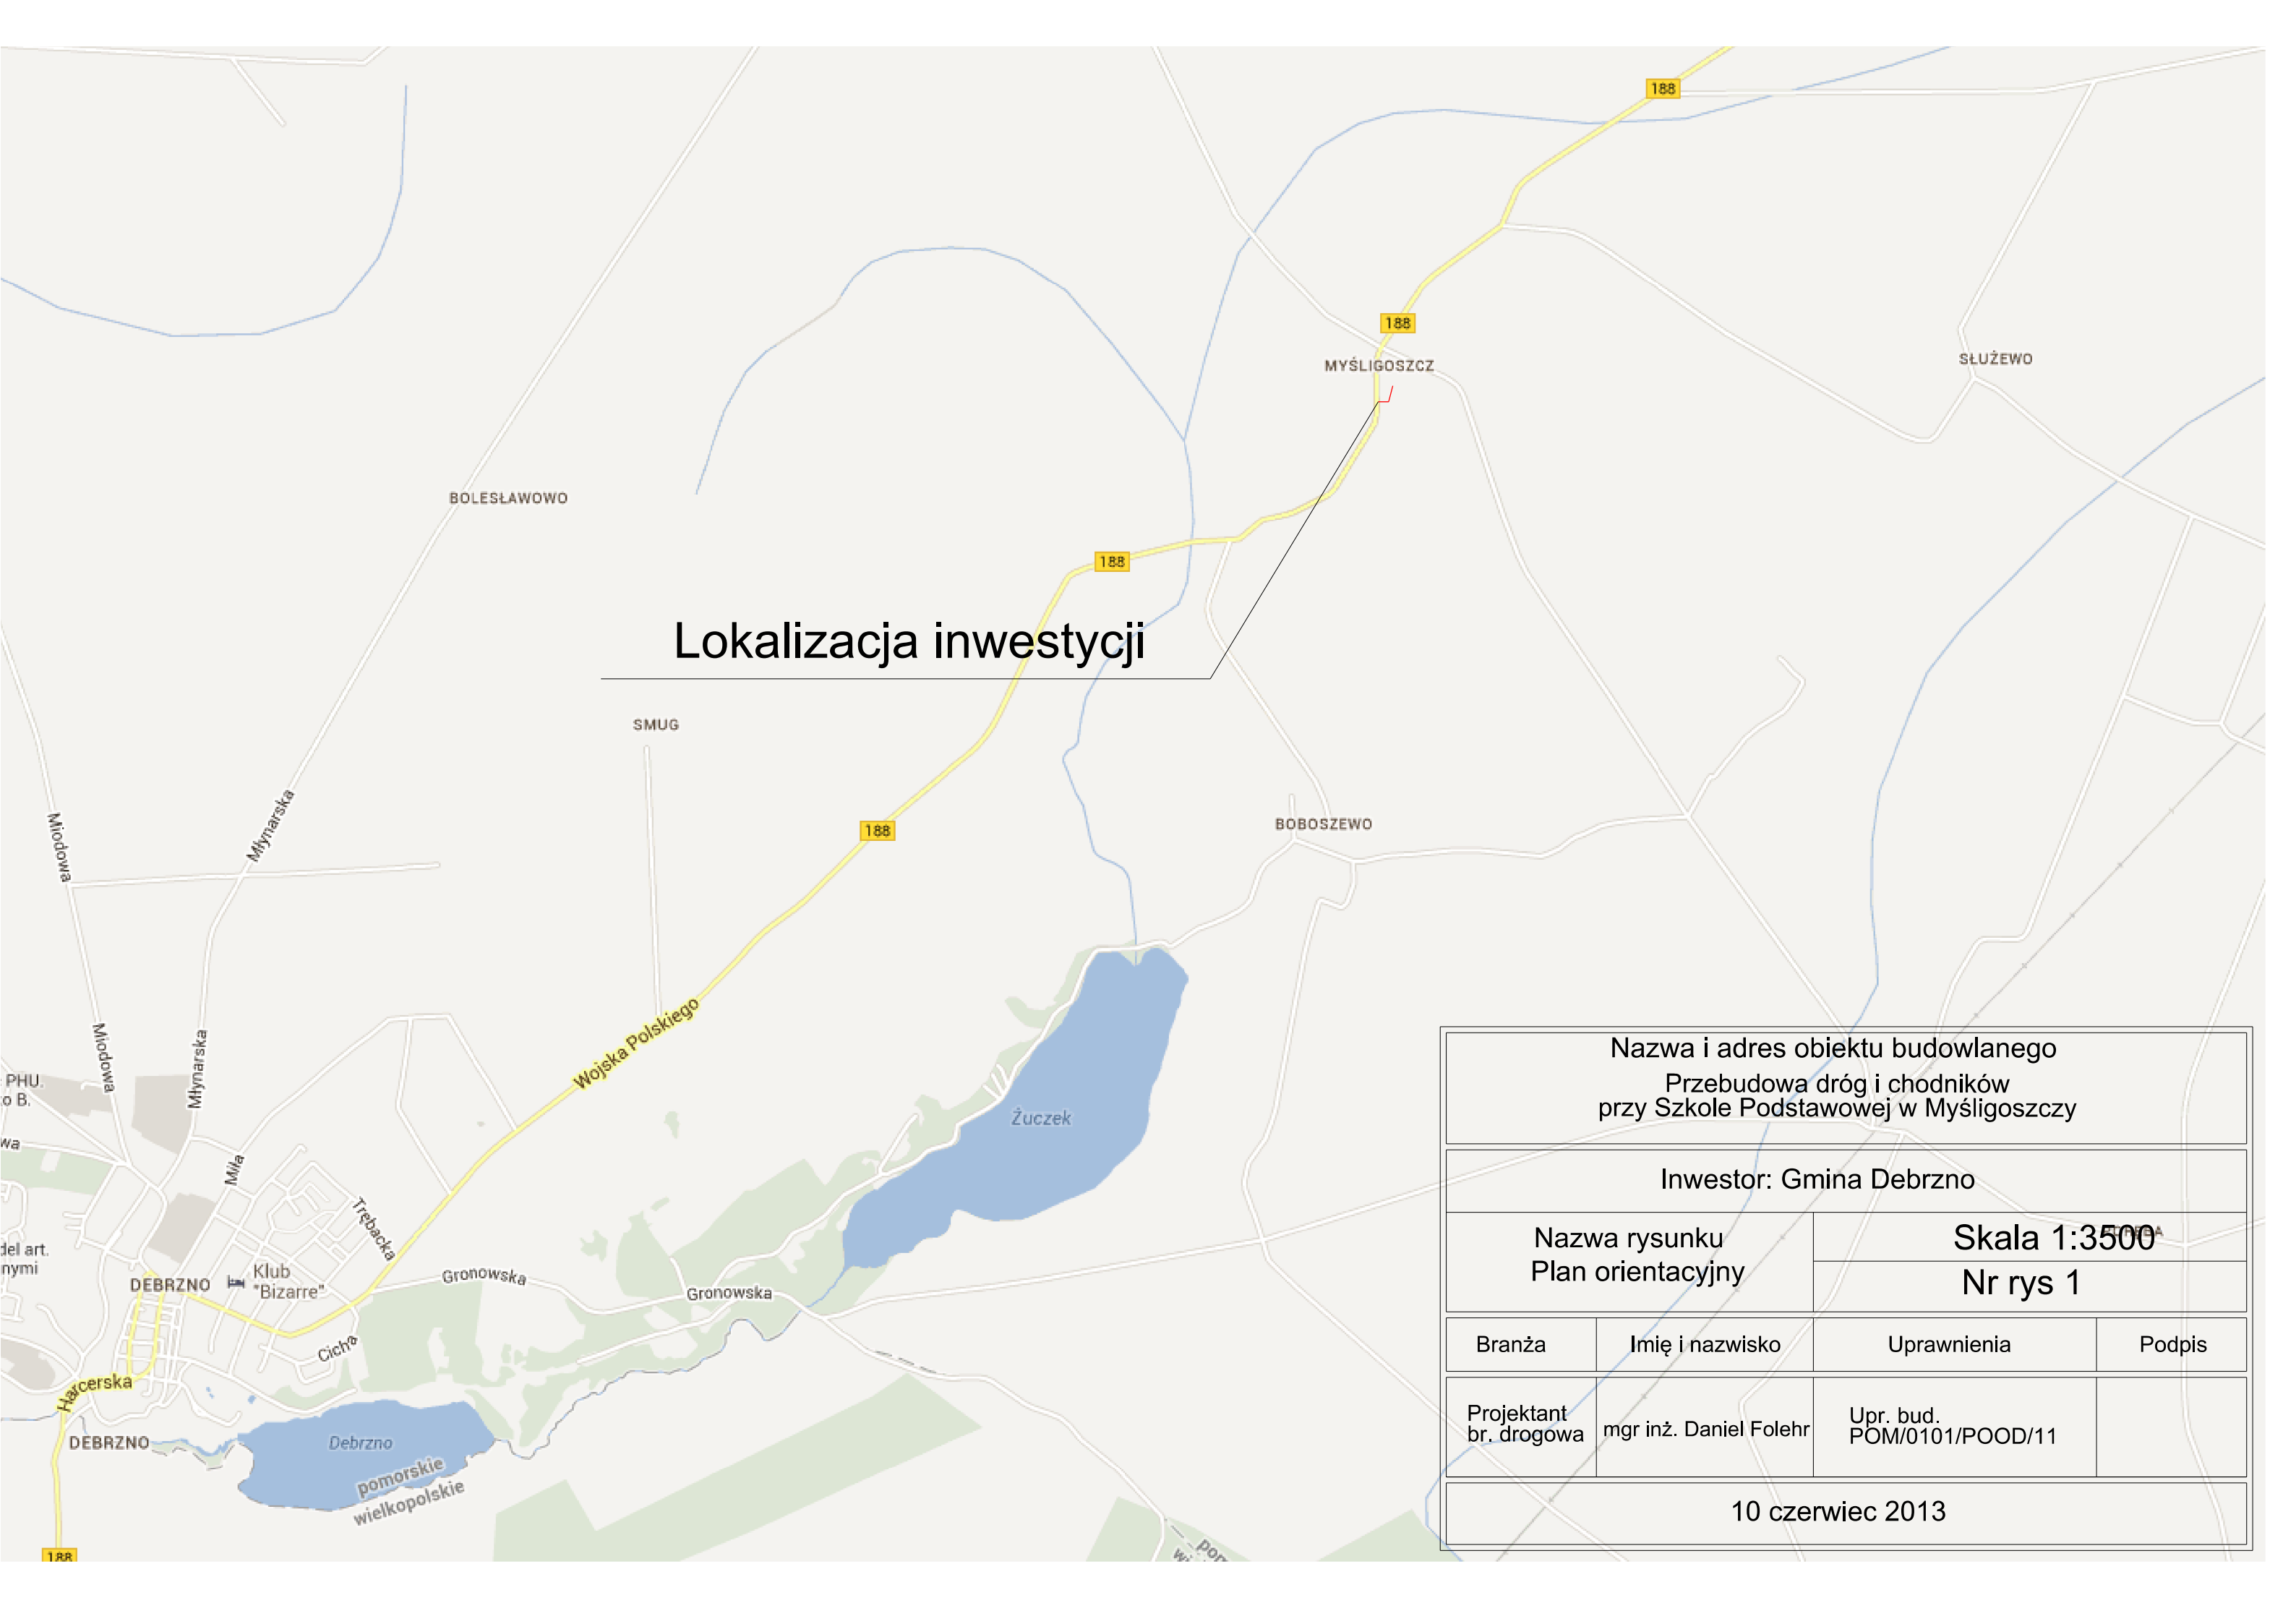 188
188
MYŚLIGOSZCZ
SŁUŻEWO
BOLESŁAWOWO
188
Lokalizacja inwestycji
SMUG
Miodowa
Młynarska
188
BOBOSZEWO
Wojska Polskiego
Miodowa
Młynarska
PHU.
o B.
wa
Miła
Trębacka
Żuczek
del art.
nymi
DEBRZNO
Klub
"Bizarre"
Gronowska
Gronowska
Cicha
Harcerska
DEBRZNO
Debrzno
pomorskie
wielkopolskie
188
Nazwa i adres obiektu budowlanego
Przebudowa dróg i chodników
przy Szkole Podstawowej w Myśligoszczy
Inwestor: Gmina Debrzno
Nazwa rysunku
Plan orientacyjny
Skala 1:3500
Nr rys 1
Branża Imię i nazwisko Uprawnienia Podpis
Projektant
br. drogowa
mgr inż. Daniel Folehr
Upr. bud.
POM/0101/POOD/11
10 czerwiec 2013